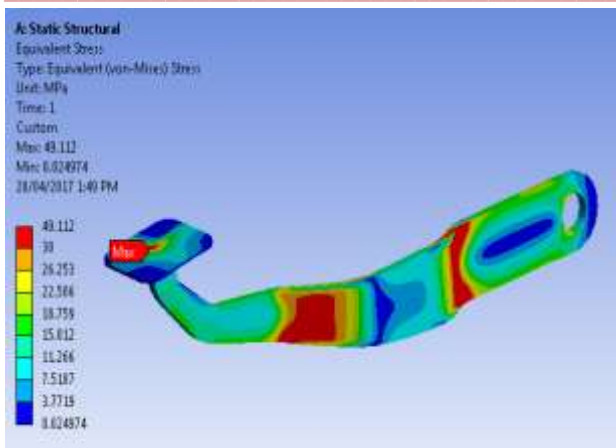 A: Static Structural
Equivalent Stress
Type: Equivalent (von-Mises) Stress
Unit: MPa
Time: 1
Custom
Max: 49.112
Min: 0.024974
28/04/2017 1:49 PM
49.112
30
26.253
22.506
18.759
15.012
11.266
7.5187
3.7719
0.024974
Max